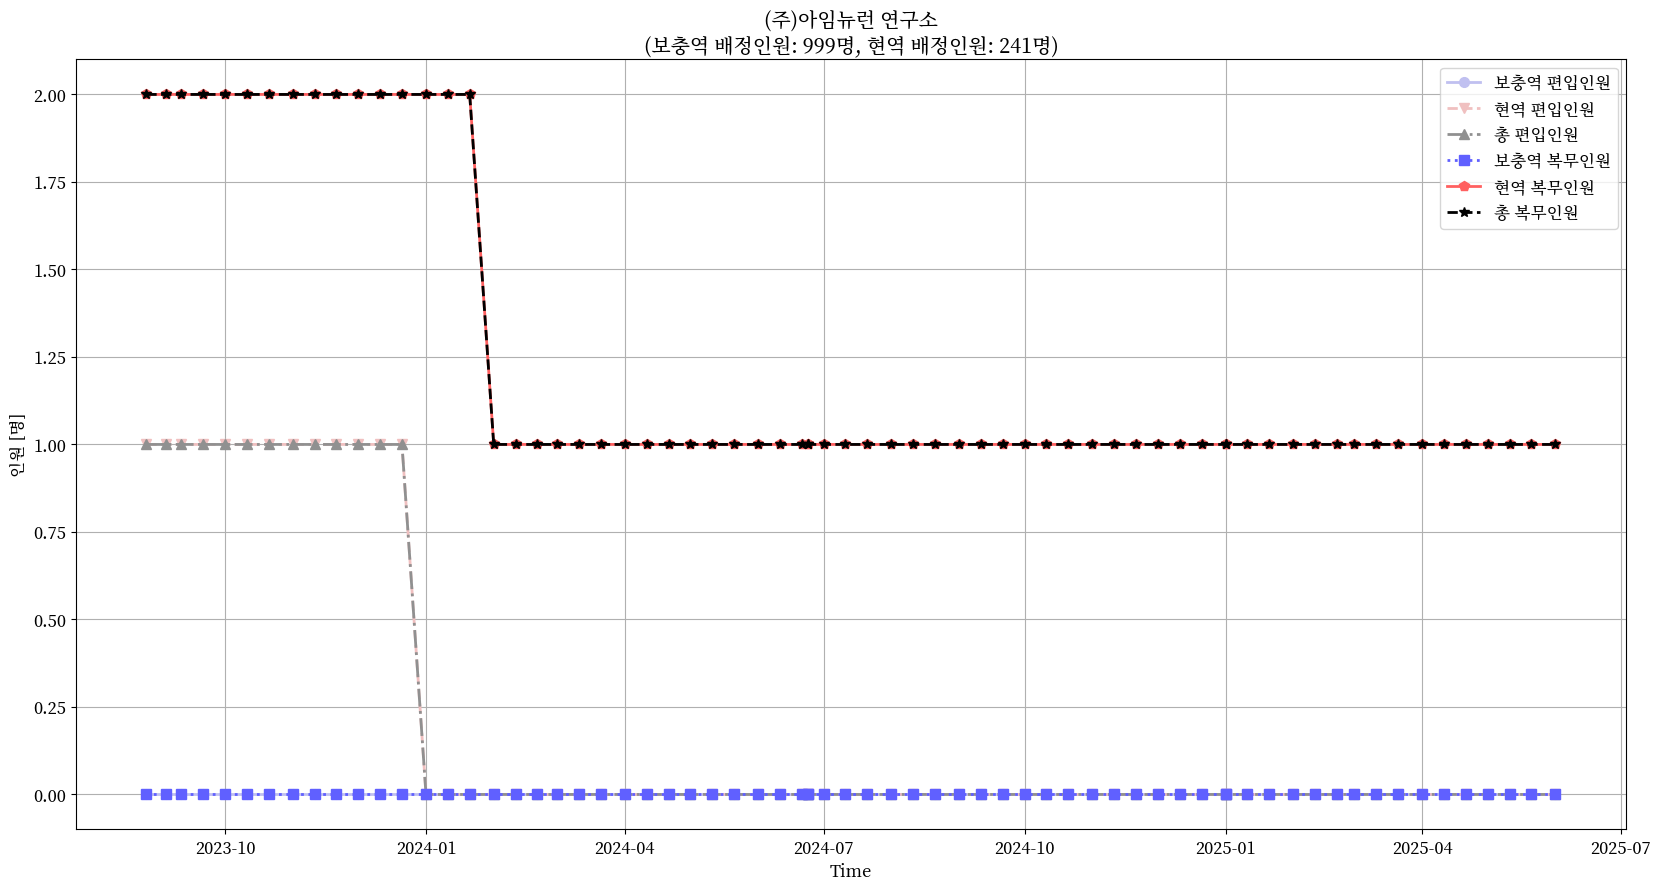 (주)아임뉴런 연구소
(보충역 배정인원: 999명, 현역 배정인원: 241명)
보충역 편입인원
현역 편입인원
총 편입인원
보충역 복무인원
현역 복무인원
총 복무인원
인원 [명]
2.00
1.75
1.50
1.25
1.00
0.75
0.50
0.25
0.00
2023-10 2024-01 2024-04 2024-07 2024-10 2025-01 2025-04 2025-07
Time